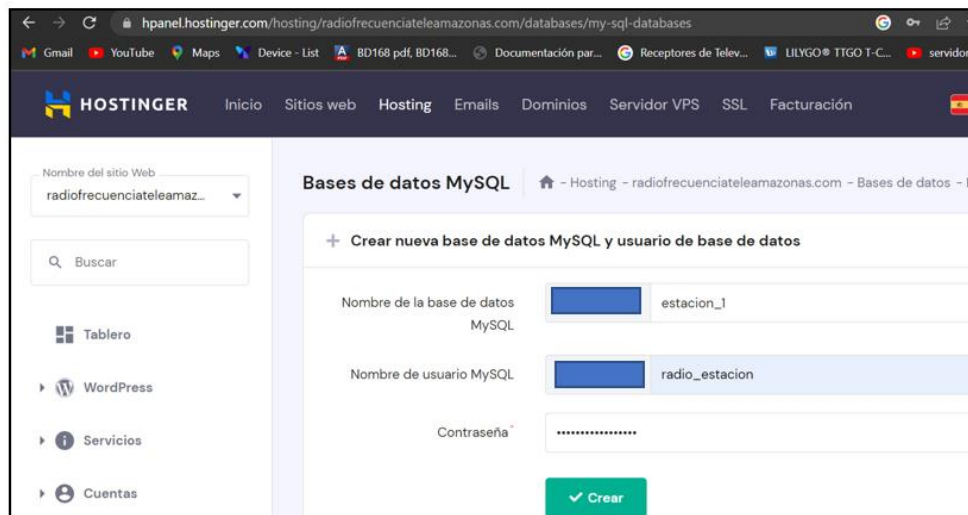 hpanel.hostinger.com/hosting/radiofrecuenciateleamazonas.com/databases/my-sql-databases
Gmail YouTube Maps Device - List BD168 pdf, BD168... Documentación par... Receptores de Telev... LILYGO® TTGO T-C... servidor
HOSTINGER Inicio Sitios web Hosting Emails Dominios Servidor VPS SSL Facturación
Nombre del sitio Web
radiofrecuenciateleamaz...
Bases de datos MySQL - Hosting - radiofrecuenciateleamazonas.com - Bases de datos -
Buscar
+ Crear nueva base de datos MySQL y usuario de base de datos
Nombre de la base de datos MySQL
estacion_1
Tablero
Nombre de usuario MySQL radio_estacion
WordPress
Contraseña* •••••••••••••••••
Servicios
Cuentas
Crear